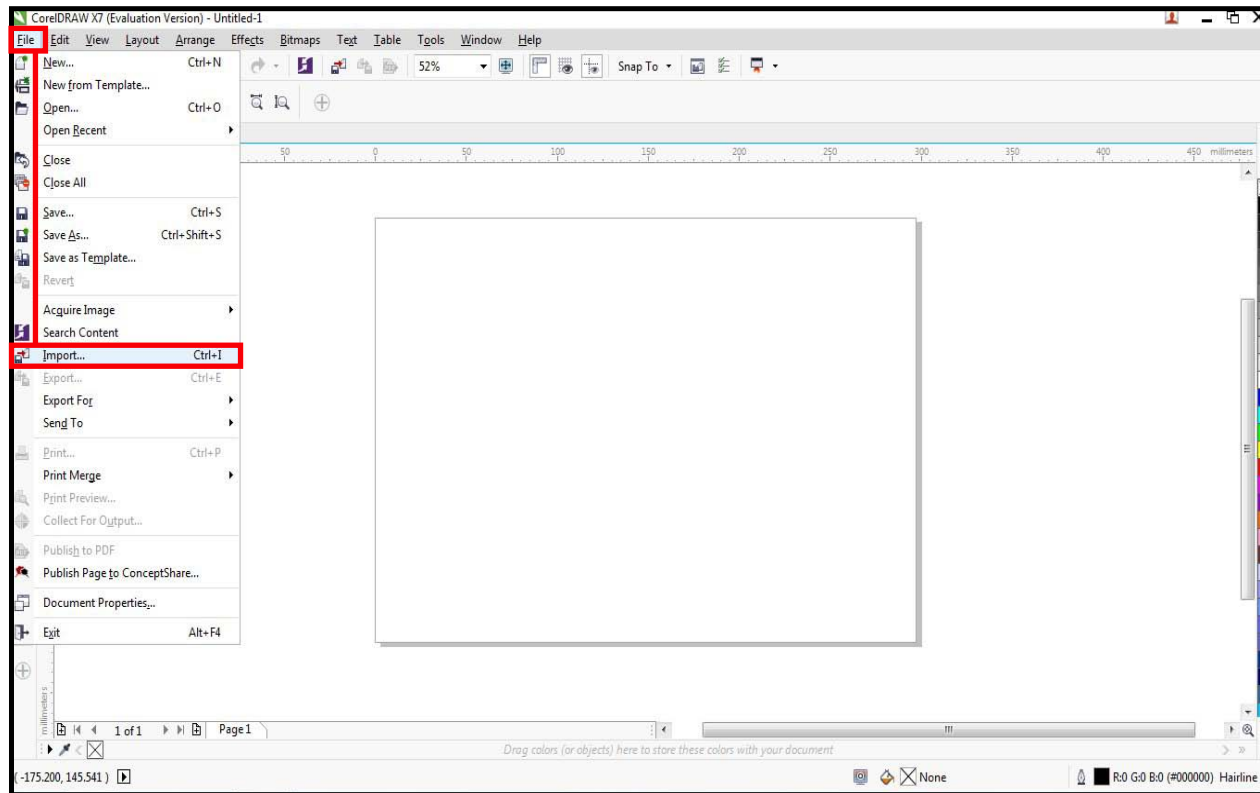 CorelDRAW X7 (Evaluation Version) - Untitled-1
File Edit View Layout Arrange Effects Bitmaps Text Table Tools Window Help
New... Ctrl+N
52% Snap To
New from Template...
Open... Ctrl+O
Open Recent
50 0 50 100 150 200 250 300 350 400 450 millimeters
Close
Close All
Save... Ctrl+S
Save As... Ctrl+Shift+S
Save as Template...
Revert
Acquire Image
Search Content
Import... Ctrl+I
Export... Ctrl+E
Export For
Send To
Print... Ctrl+P
Print Merge
Print Preview...
Collect For Output...
Publish to PDF
Publish Page to ConceptShare...
Document Properties...
Exit Alt+F4
millimeters
1 of 1 Page 1
Drag colors (or objects) here to store these colors with your document
( -175.200, 145.541 ) None R:0 G:0 B:0 (#000000) Hairline